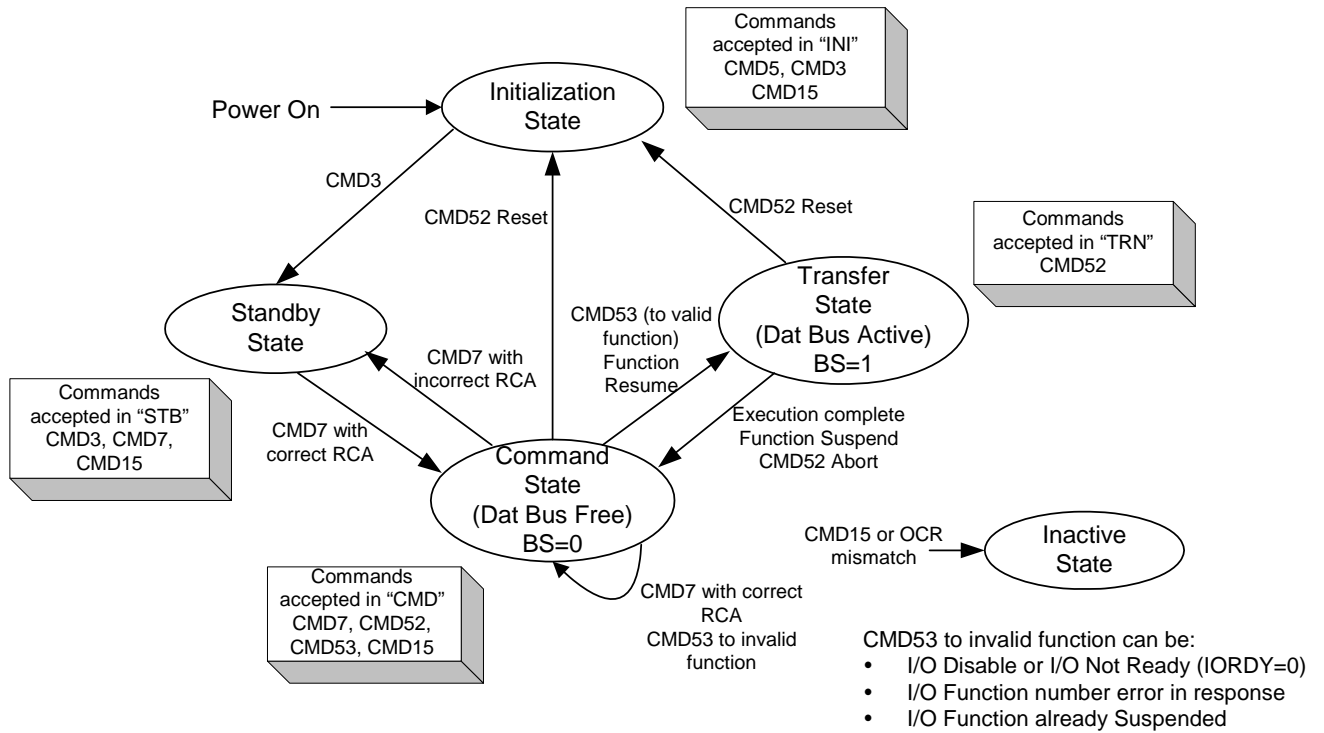 Commands
accepted in “INI”
CMD5, CMD3
CMD15
Initialization
State
Power On
CMD3
CMD52 Reset
CMD52 Reset
Commands
accepted in “TRN”
CMD52
Transfer
State
(Dat Bus Active)
BS=1
Standby
State
CMD53 (to valid
function)
Function
Resume
CMD7 with
incorrect RCA
Commands
accepted in “STB”
CMD3, CMD7,
CMD15
CMD7 with
correct RCA
Execution complete
Function Suspend
CMD52 Abort
Command
State
(Dat Bus Free)
BS=0
CMD15 or OCR
mismatch
Inactive
State
Commands
accepted in “CMD”
CMD7, CMD52,
CMD53, CMD15
CMD7 with correct
RCA
CMD53 to invalid
function
CMD53 to invalid function can be:
• I/O Disable or I/O Not Ready (IORDY=0)
• I/O Function number error in response
• I/O Function already Suspended